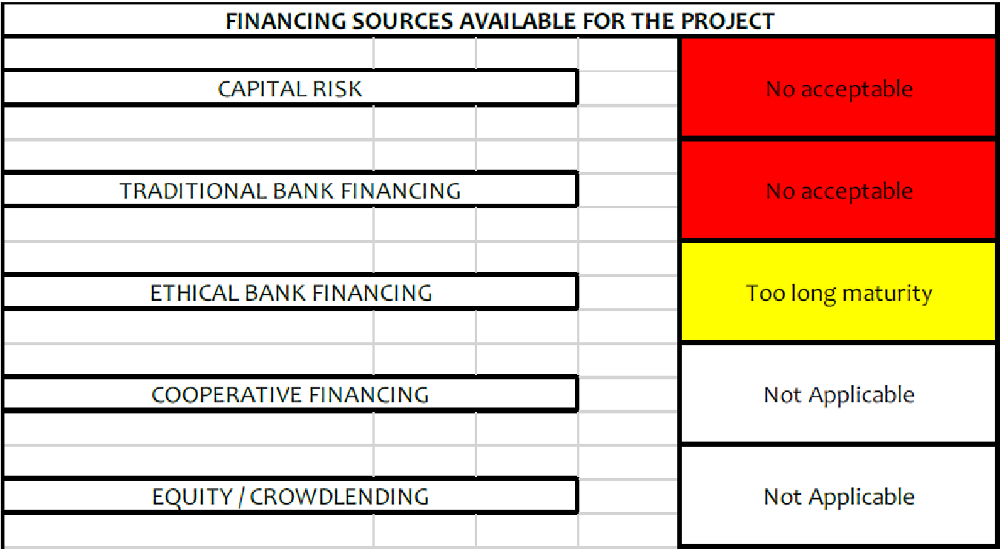 FINANCING SOURCES AVAILABLE FOR THE PROJECT
CAPITAL RISK
No acceptable
TRADITIONAL BANK FINANCING
No acceptable
ETHICAL BANK FINANCING
Too long maturity
COOPERATIVE FINANCING
Not Applicable
EQUITY / CROWDLENDING
Not Applicable